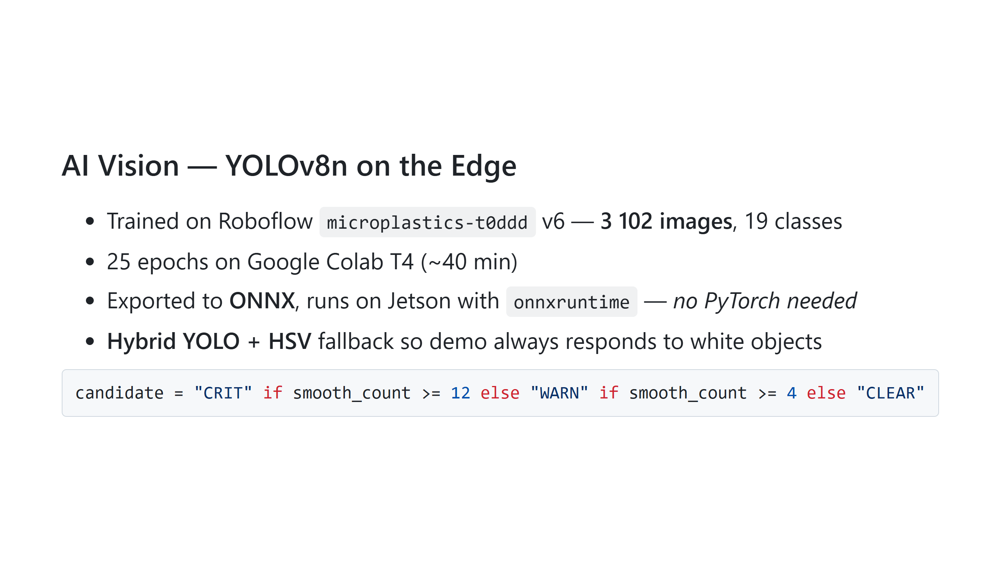 AI Vision — YOLOv8n on the Edge
• Trained on Roboflow microplastics-t0ddd v6 — 3 102 images, 19 classes
• 25 epochs on Google Colab T4 (~40 min)
• Exported to ONNX, runs on Jetson with onnxruntime — no PyTorch needed
• Hybrid YOLO + HSV fallback so demo always responds to white objects
candidate = "CRIT" if smooth_count >= 12 else "WARN" if smooth_count >= 4 else "CLEAR"